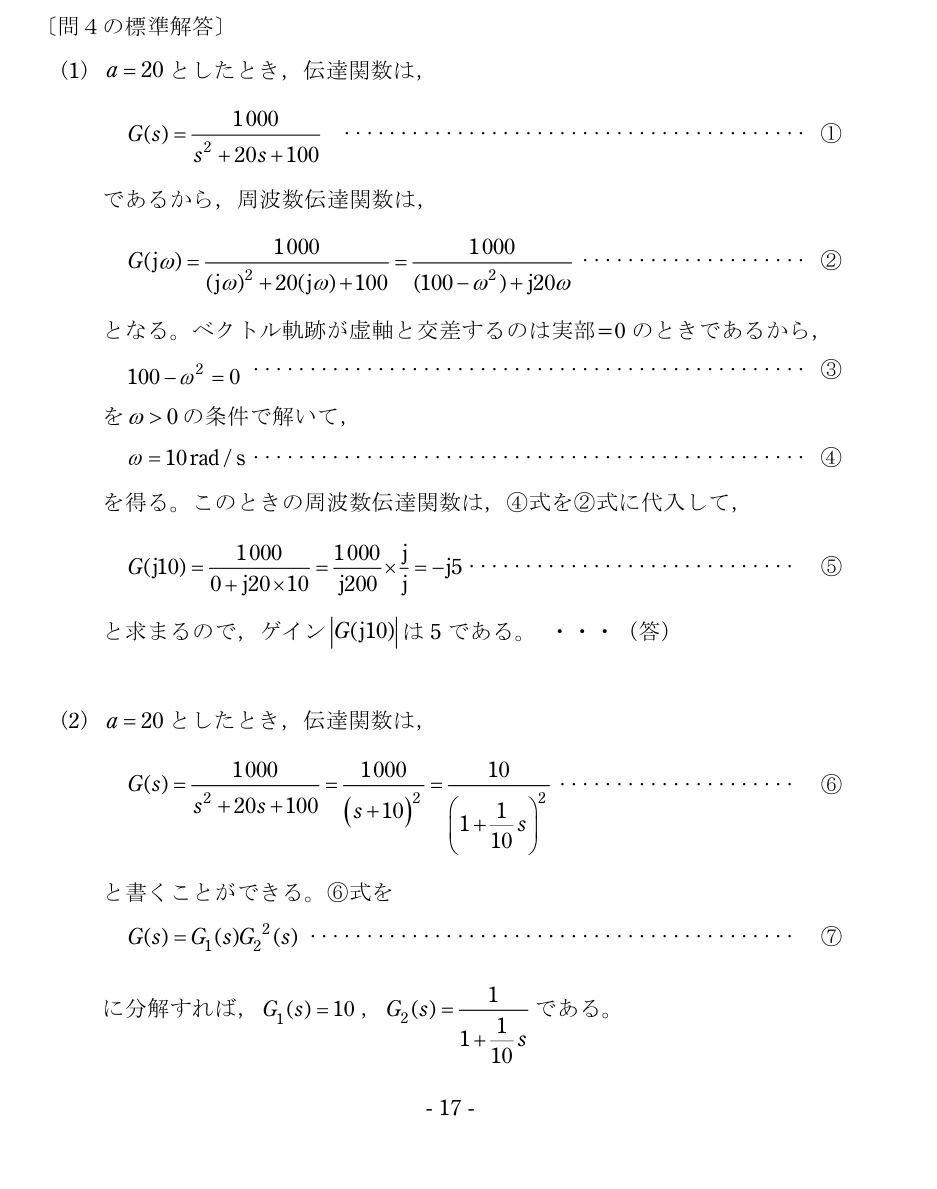 〔問4の標準解答〕
(1) a = 20 としたとき，伝達関数は，
G(s) = 1000 / (s² + 20s + 100) ········································ ①
であるから，周波数伝達関数は，
G(jω) = 1000 / ((jω)² + 20(jω) + 100) = 1000 / ((100 − ω²) + j20ω) ···················· ②
となる。ベクトル軌跡が虚軸と交差するのは実部=0 のときであるから，
100 − ω² = 0 ················································ ③
を ω > 0 の条件で解いて，
ω = 10 rad / s ················································ ④
を得る。このときの周波数伝達関数は，④式を②式に代入して，
G(j10) = 1000 / (0 + j20 × 10) = 1000 / j200 × j / j = −j5 ····························· ⑤
と求まるので，ゲイン |G(j10)| は 5 である。 ・・・（答）
(2) a = 20 としたとき，伝達関数は，
G(s) = 1000 / (s² + 20s + 100) = 1000 / (s + 10)² = 10 / (1 + (1/10)s)² ····················· ⑥
と書くことができる。⑥式を
G(s) = G₁(s)G₂²(s) ·········································· ⑦
に分解すれば，G₁(s) = 10 ，G₂(s) = 1 / (1 + (1/10)s) である。
- 17 -